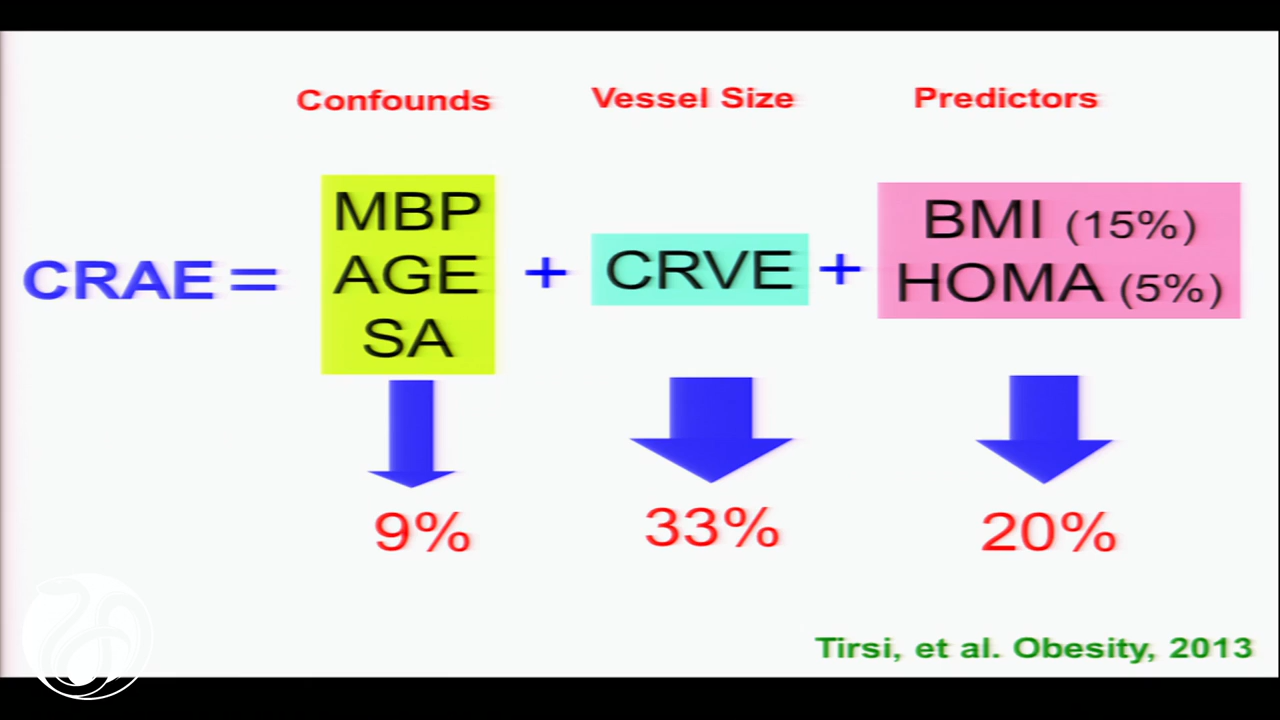 Confounds
Vessel Size
Predictors
CRAE =
MBP
AGE
SA
+
CRVE
+
BMI (15%)
HOMA (5%)
9%
33%
20%
Tirsi, et al. Obesity, 2013